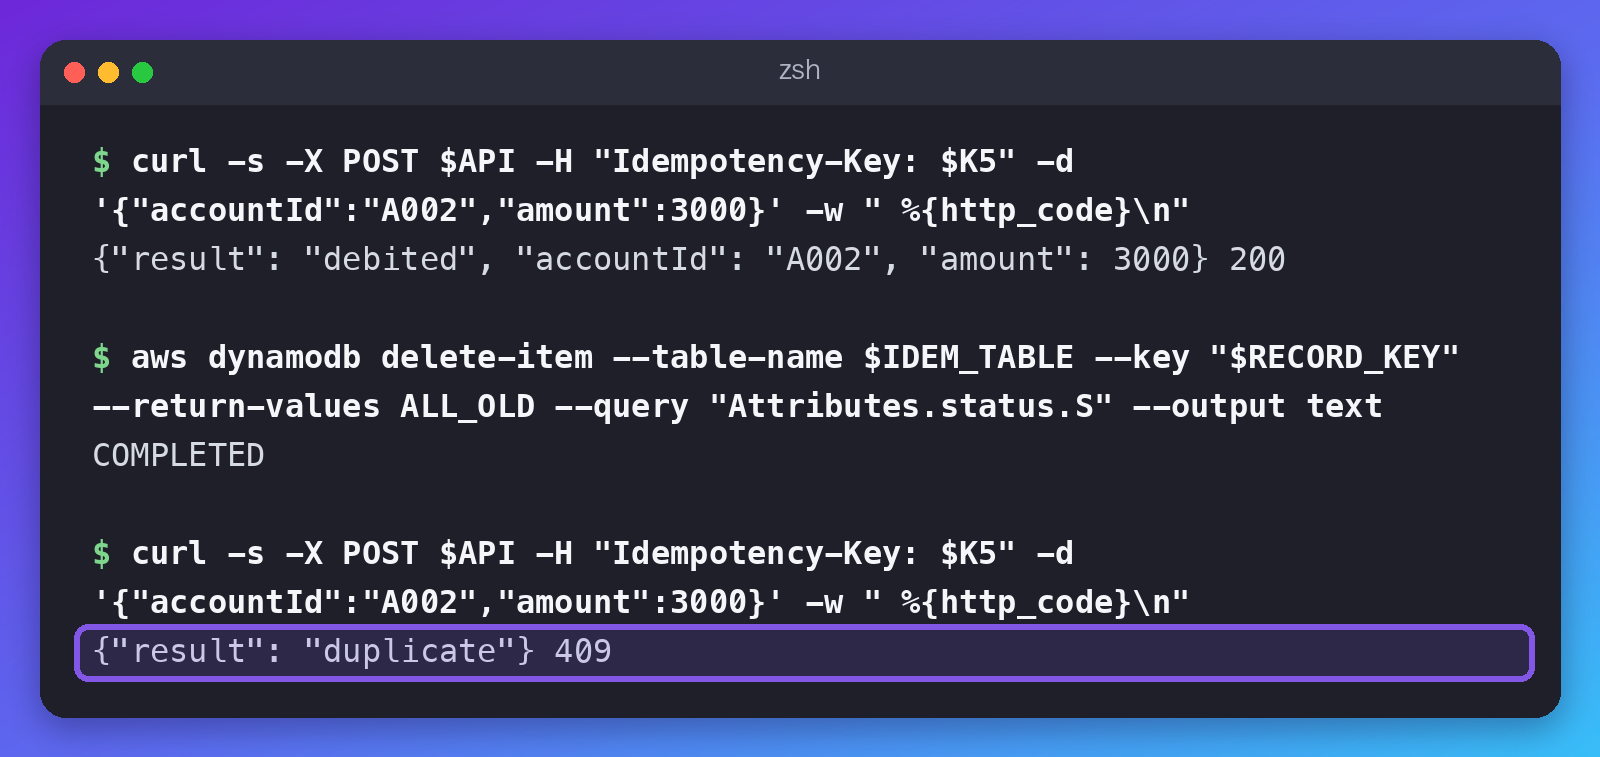 zsh
$ curl -s -X POST $API -H "Idempotency-Key: $K5" -d
'{"accountId":"A002","amount":3000}' -w " %{http_code}\n"
{"result": "debited", "accountId": "A002", "amount": 3000} 200
$ aws dynamodb delete-item --table-name $IDEM_TABLE --key "$RECORD_KEY"
--return-values ALL_OLD --query "Attributes.status.S" --output text
COMPLETED
$ curl -s -X POST $API -H "Idempotency-Key: $K5" -d
'{"accountId":"A002","amount":3000}' -w " %{http_code}\n"
{"result": "duplicate"} 409